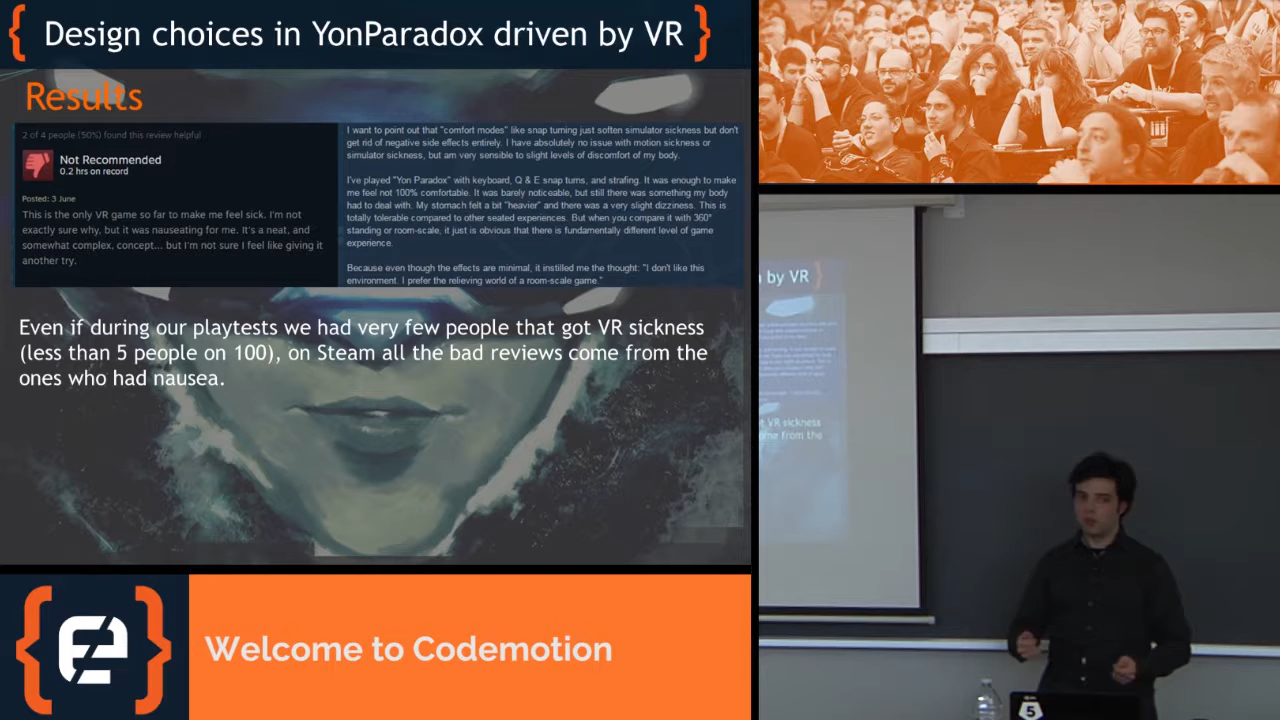 { Design choices in YonParadox driven by VR }
Results
2 of 4 people (50%) found this review helpful
Not Recommended
0.2 hrs on record
Posted: 3 June
This is the only VR game so far to make me feel sick. I'm not
exactly sure why, but it was nauseating for me. It's a neat, and
somewhat complex, concept... but I'm not sure I feel like giving it
another try.
I want to point out that "comfort modes" like snap turning just soften simulator sickness but don't
get rid of negative side effects entirely. I have absolutely no issue with motion sickness or
simulator sickness, but am very sensible to slight levels of discomfort of my body.
I've played "Yon Paradox" with keyboard, Q & E snap turns, and strafing. It was enough to make
me feel not 100% comfortable. It was barely noticeable, but still there was something my body
had to deal with. My stomach felt a bit "heavier" and there was a very slight dizziness. This is
totally tolerable compared to other seated experiences. But when you compare it with 360°
standing or room-scale, it just is obvious that there is fundamentally different level of game
experience.
Because even though the effects are minimal, it instilled me the thought: "I don't like this
environment. I prefer the relieving world of a room-scale game."
Even if during our playtests we had very few people that got VR sickness
(less than 5 people on 100), on Steam all the bad reviews come from the
ones who had nausea.
n by VR }
VR sickness
me from the
Welcome to Codemotion
5